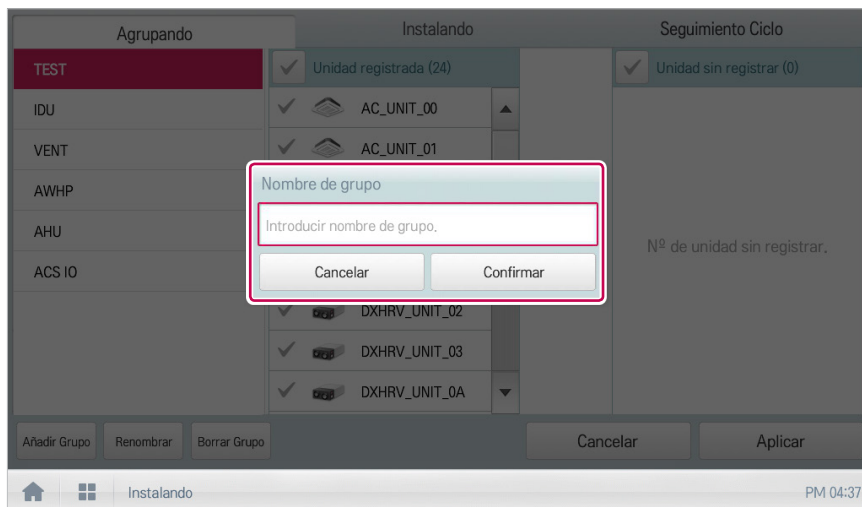 Agrupando
Instalando
Seguimiento Ciclo
TEST
Unidad registrada (24)
Unidad sin registrar (0)
IDU
AC_UNIT_00
VENT
AC_UNIT_01
AWHP
Nombre de grupo
AHU
Introducir nombre de grupo.
Nº de unidad sin registrar.
ACS IO
Cancelar
Confirmar
DXHRV_UNIT_02
DXHRV_UNIT_03
DXHRV_UNIT_0A
Añadir Grupo
Renombrar
Borrar Grupo
Cancelar
Aplicar
Instalando
PM 04:37